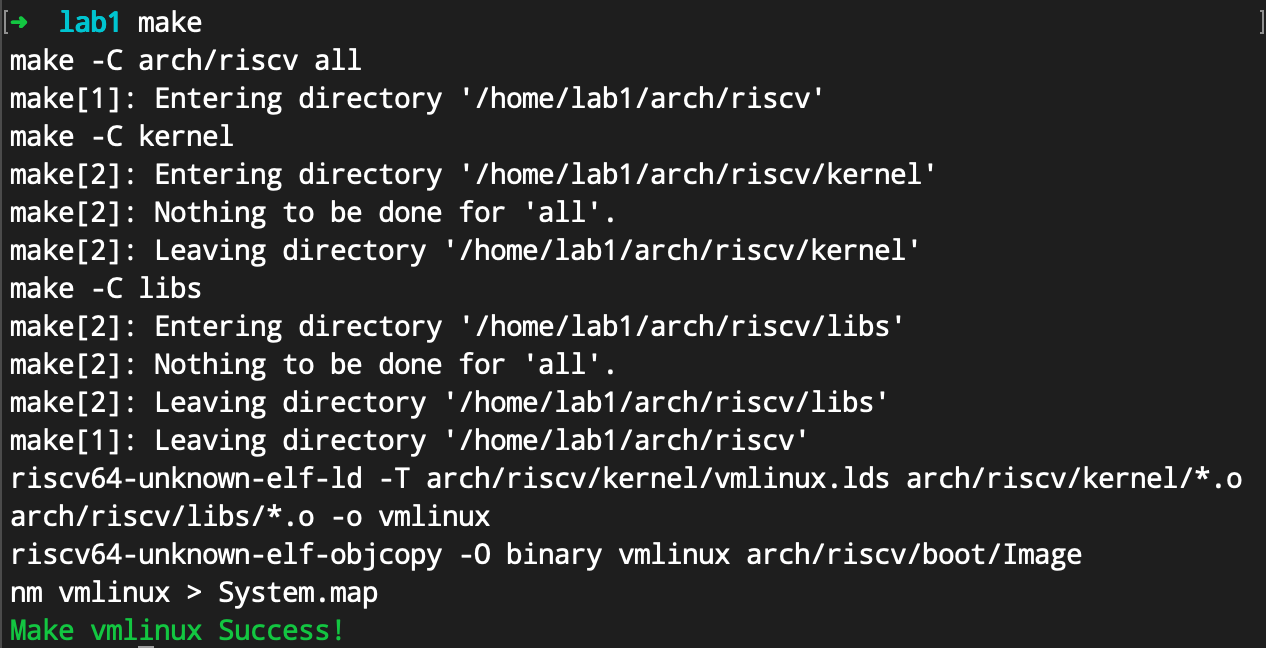 [➜  lab1 make ]
make -C arch/riscv all
make[1]: Entering directory '/home/lab1/arch/riscv'
make -C kernel
make[2]: Entering directory '/home/lab1/arch/riscv/kernel'
make[2]: Nothing to be done for 'all'.
make[2]: Leaving directory '/home/lab1/arch/riscv/kernel'
make -C libs
make[2]: Entering directory '/home/lab1/arch/riscv/libs'
make[2]: Nothing to be done for 'all'.
make[2]: Leaving directory '/home/lab1/arch/riscv/libs'
make[1]: Leaving directory '/home/lab1/arch/riscv'
riscv64-unknown-elf-ld -T arch/riscv/kernel/vmlinux.lds arch/riscv/kernel/*.o
arch/riscv/libs/*.o -o vmlinux
riscv64-unknown-elf-objcopy -O binary vmlinux arch/riscv/boot/Image
nm vmlinux > System.map
Make vmlinux Success!